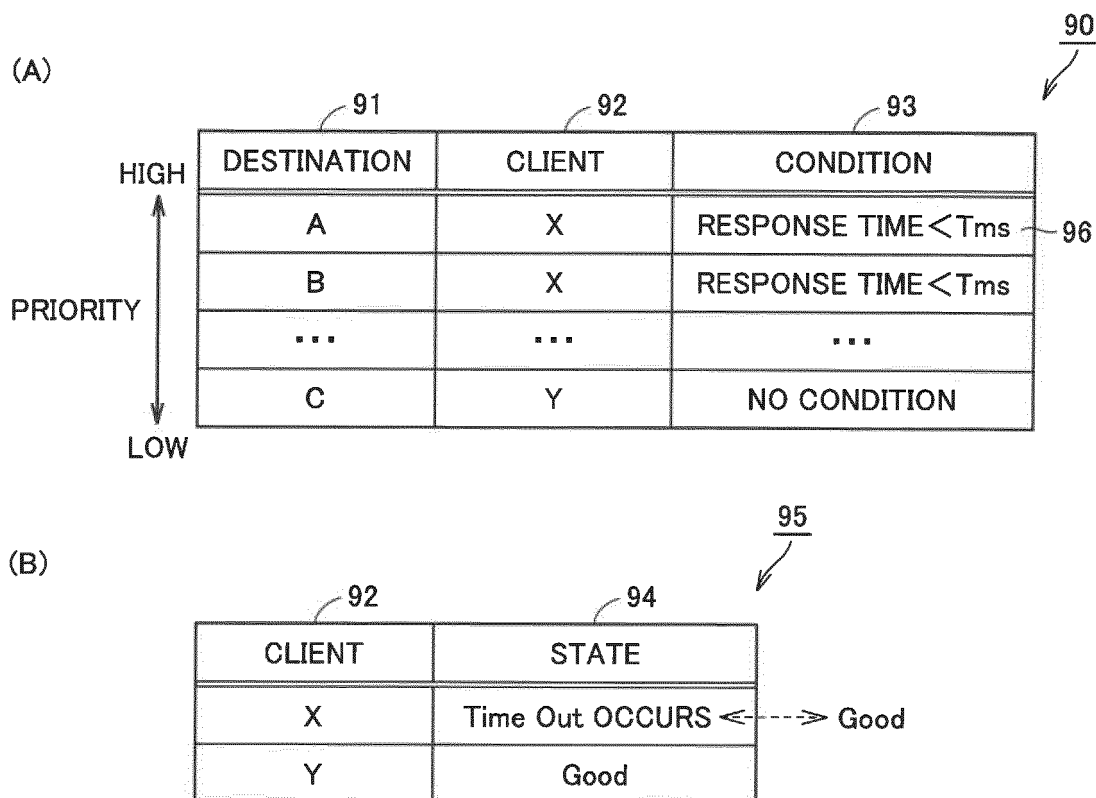 90
(A)
91 92 93
DESTINATION CLIENT CONDITION
HIGH
A X RESPONSE TIME<Tms 96
B X RESPONSE TIME<Tms
PRIORITY
... ... ...
C Y NO CONDITION
LOW
95
(B)
92 94
CLIENT STATE
X Time Out OCCURS Good
Y Good